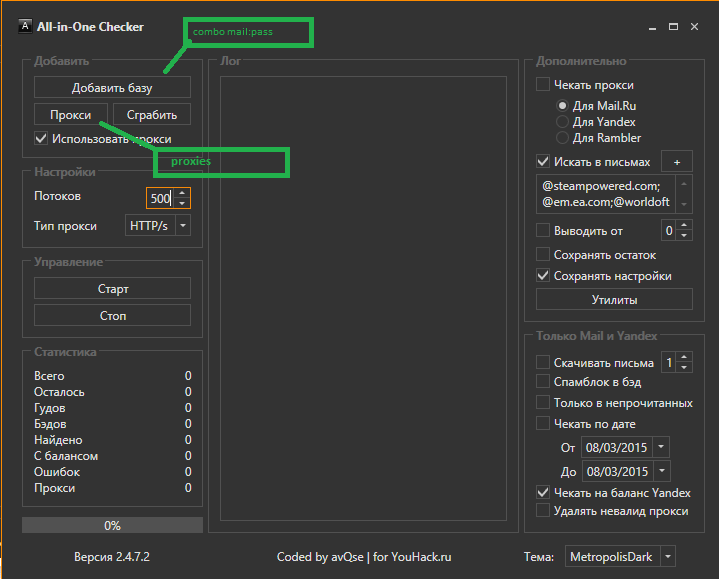 A All-in-One Checker
combo mail:pass
Добавить
Добавить базу
Прокси Сграбить
Использовать прокси
proxies
Настройки
Потоков 500
Тип прокси HTTP/s
Управление
Старт
Стоп
Статистика
Всего 0
Осталось 0
Гудов 0
Бэдов 0
Найдено 0
С балансом 0
Ошибок 0
Прокси 0
0%
Лог
Дополнительно
Чекать прокси
Для Mail.Ru
Для Yandex
Для Rambler
Искать в письмах +
@steampowered.com;
@em.ea.com;@worldoft
Выводить от 0
Сохранять остаток
Сохранять настройки
Утилиты
Только Mail и Yandex
Скачивать письма 1
Спамблок в бэд
Только в непрочитанных
Чекать по дате
От 08/03/2015
До 08/03/2015
Чекать на баланс Yandex
Удалять невалид прокси
Версия 2.4.7.2
Coded by avQse | for YouHack.ru
Тема: MetropolisDark